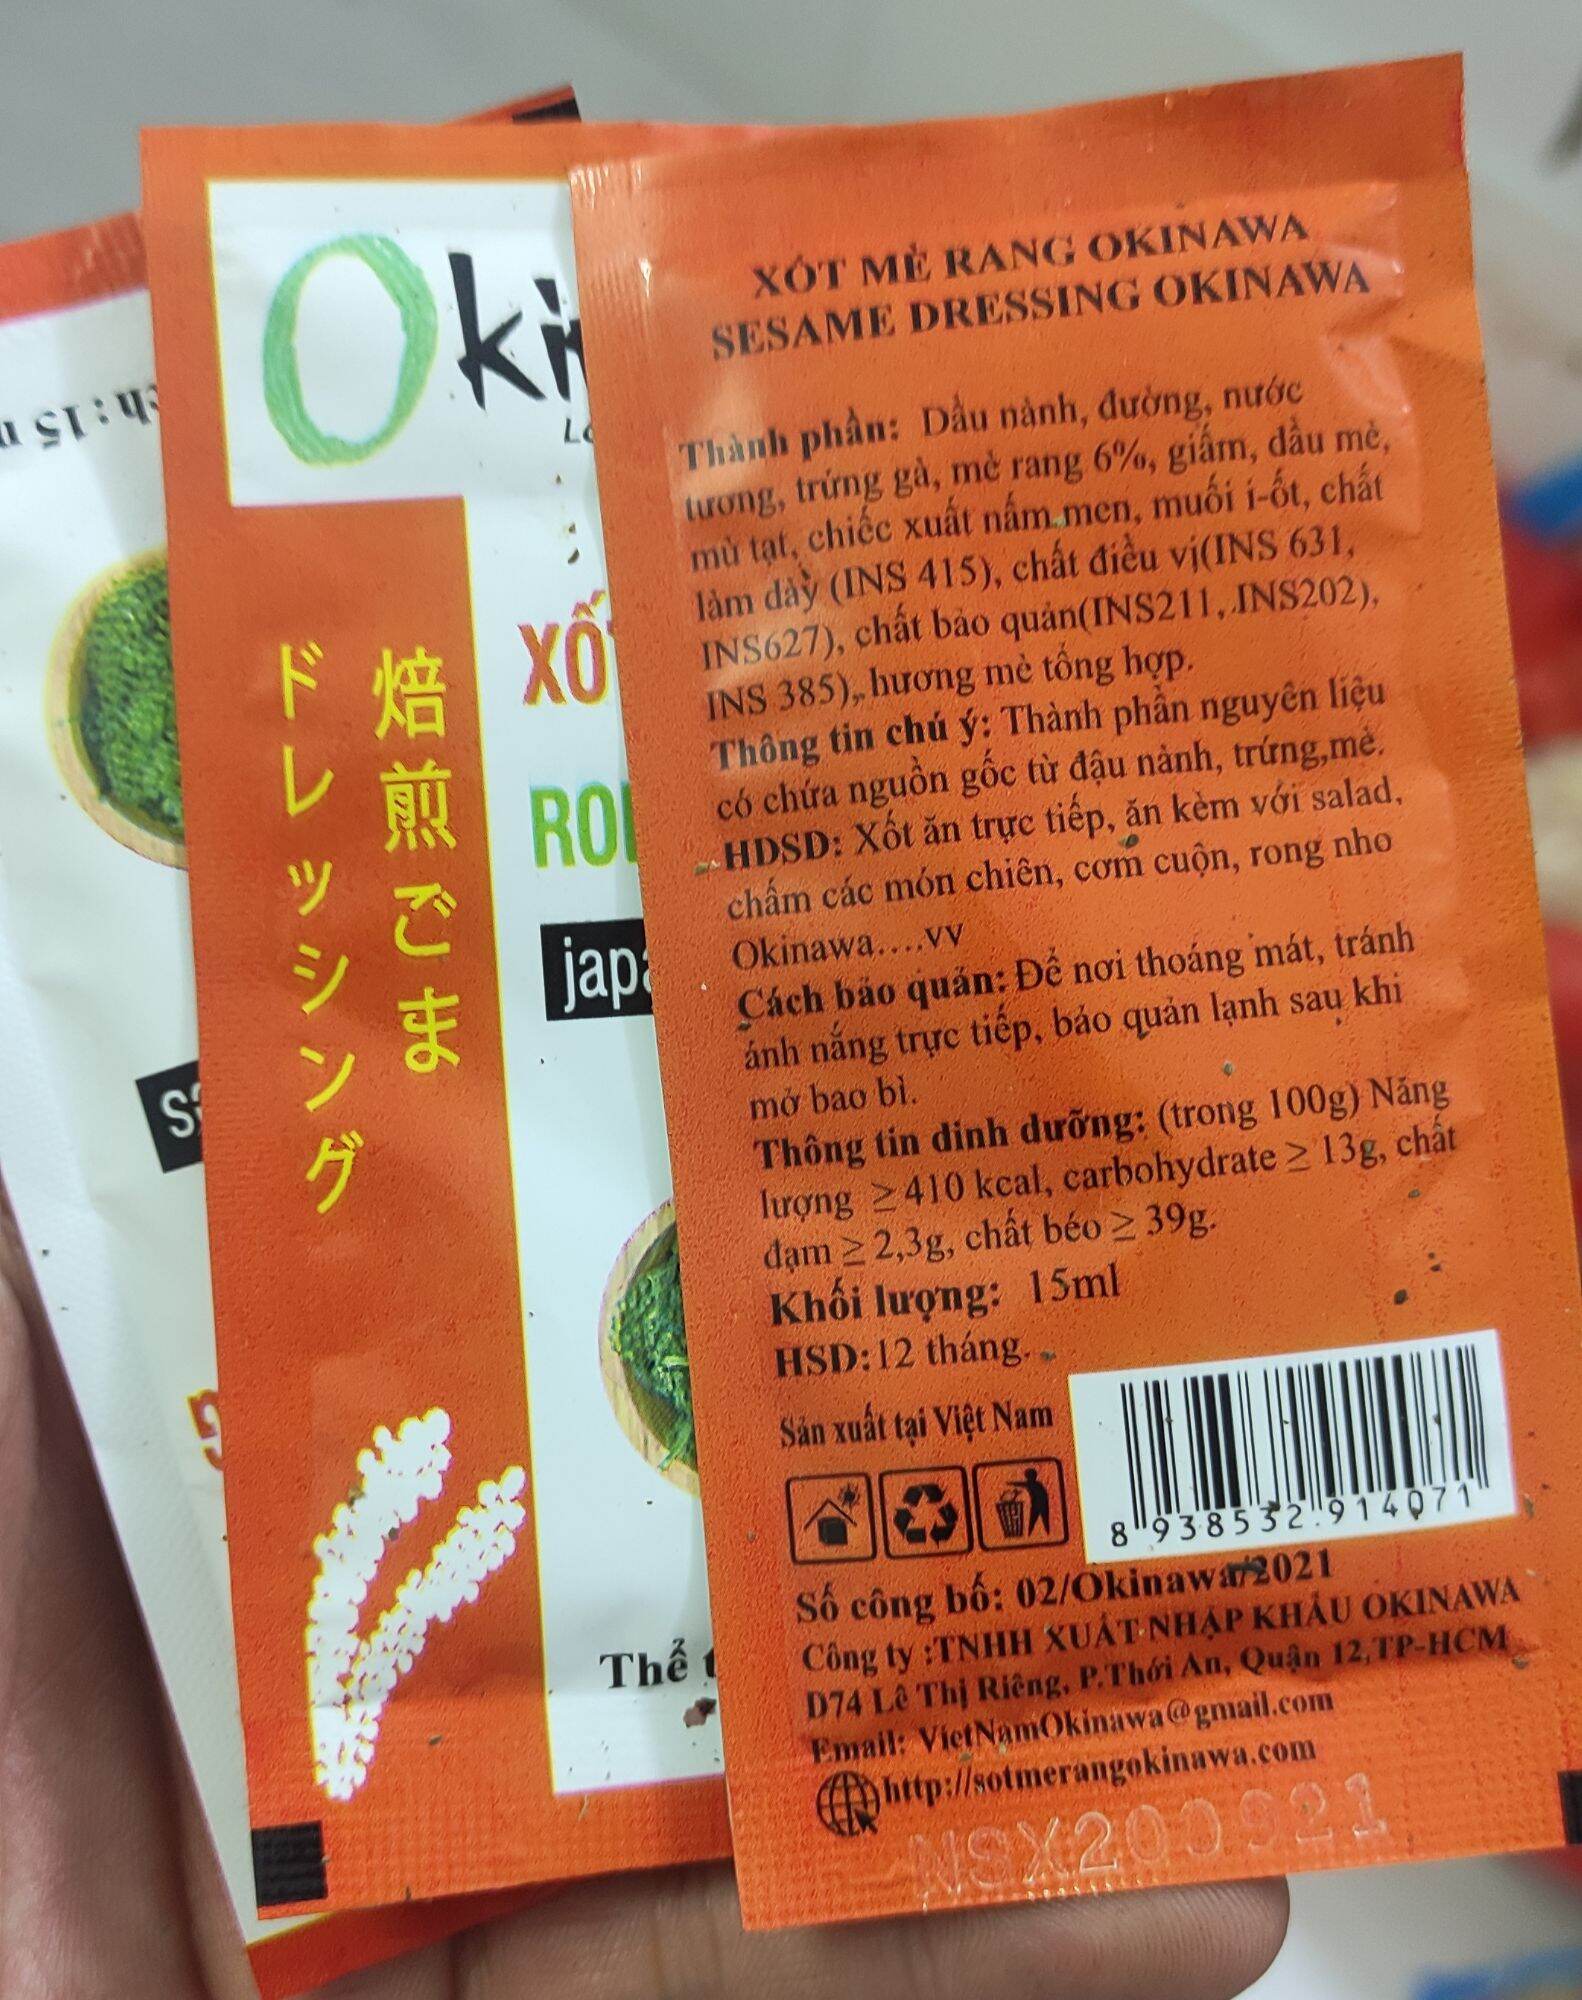 XỐT MÈ RANG OKINAWA
SESAME DRESSING OKINAWA
Thành phần: Dầu nành, đường, nước
tương, trứng gà, mè rang 6%, giấm, dầu mè,
mù tạt, chiếc xuất nấm men, muối i-ốt, chất
làm dày (INS 415), chất điều vị(INS 631,
INS627), chất bảo quản(INS211, INS202),
INS 385), hương mè tổng hợp.
Thông tin chú ý: Thành phần nguyên liệu
có chứa nguồn gốc từ đậu nành, trứng,mè.
HDSD: Xốt ăn trực tiếp, ăn kèm với salad,
chấm các món chiên, cơm cuộn, rong nho
Okinawa....vv
Cách bảo quản: Để nơi thoáng mát, tránh
ánh nắng trực tiếp, bảo quản lạnh sau khi
mở bao bì.
Thông tin dinh dưỡng: (trong 100g) Năng
lượng ≥ 410 kcal, carbohydrate ≥ 13g, chất
đạm ≥ 2,3g, chất béo ≥ 39g.
Khối lượng: 15ml
HSD:12 tháng.
Sản xuất tại Việt Nam
8 938532 914071
Số công bố: 02/Okinawa/2021
Công ty :TNHH XUẤT NHẬP KHẨU OKINAWA
D74 Lê Thị Riêng, P.Thới An, Quận 12,TP-HCM
Email: VietNamOkinawa@gmail.com
http://sotmerangokinawa.com
NSX200921
Oki
XỐ
RO
japa
焙煎ごま
ドレッシング
Thể t